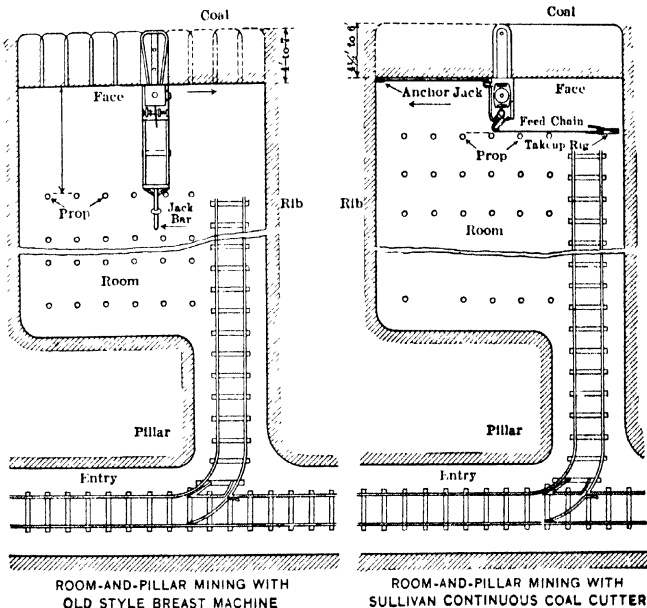 Coal
4' to 7'
Face
Prop
Jack
Bar
Rib
Room
Pillar
Entry
ROOM-AND-PILLAR MINING WITH
OLD STYLE BREAST MACHINE
Coal
4½' to 6'
Anchor Jack
Face
Feed Chain
Prop
Takeup Rig
Rib
Room
Pillar
Entry
ROOM-AND-PILLAR MINING WITH
SULLIVAN CONTINUOUS COAL CUTTER